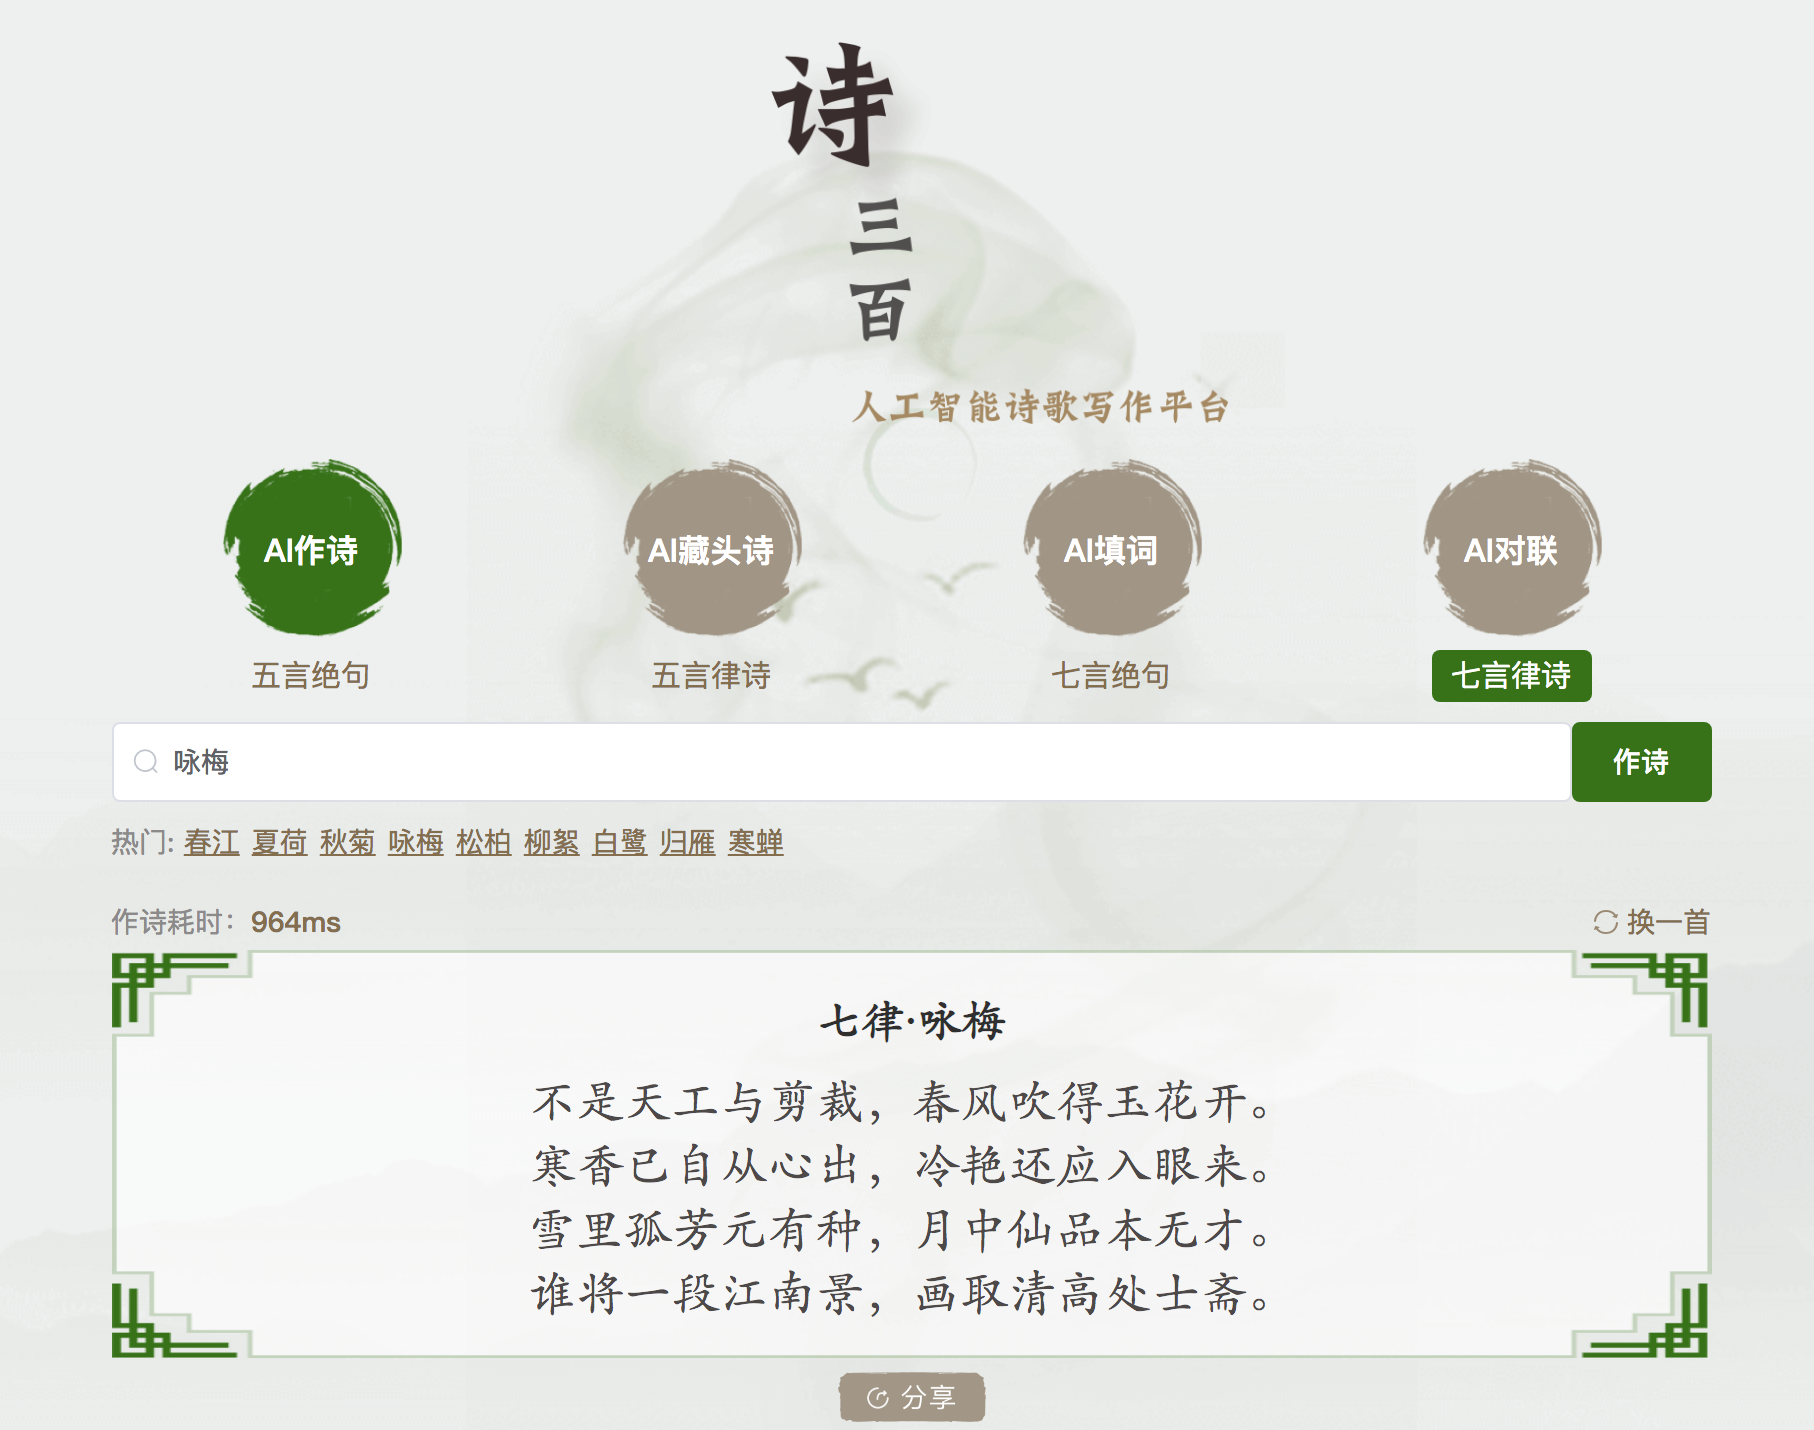 诗
三
百
人工智能诗歌写作平台
AI作诗 AI藏头诗 AI填词 AI对联
五言绝句 五言律诗 七言绝句 七言律诗
咏梅 作诗
热门: 春江 夏荷 秋菊 咏梅 松柏 柳絮 白鹭 归雁 寒蝉
作诗耗时：964ms 换一首
七律·咏梅
不是天工与剪裁，春风吹得玉花开。
寒香已自从心出，冷艳还应入眼来。
雪里孤芳元有种，月中仙品本无才。
谁将一段江南景，画取清高处士斋。
分享